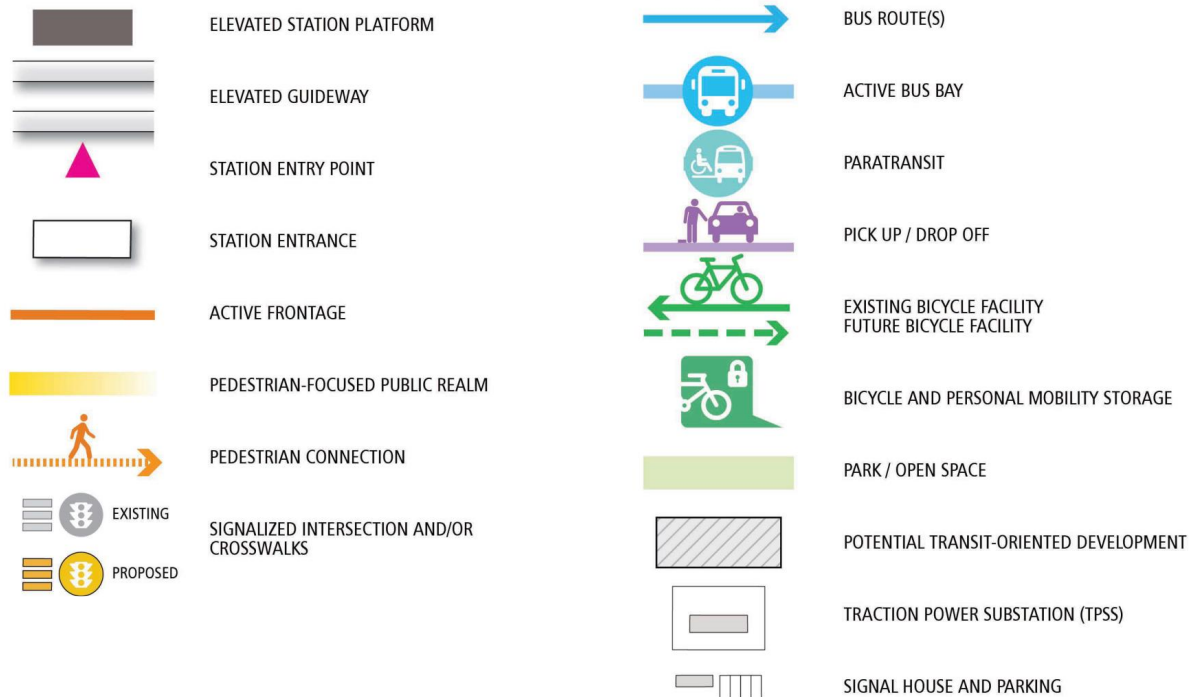 ELEVATED STATION PLATFORM
ELEVATED GUIDEWAY
STATION ENTRY POINT
STATION ENTRANCE
ACTIVE FRONTAGE
PEDESTRIAN-FOCUSED PUBLIC REALM
PEDESTRIAN CONNECTION
EXISTING
PROPOSED
SIGNALIZED INTERSECTION AND/OR
CROSSWALKS
BUS ROUTE(S)
ACTIVE BUS BAY
PARATRANSIT
PICK UP / DROP OFF
EXISTING BICYCLE FACILITY
FUTURE BICYCLE FACILITY
BICYCLE AND PERSONAL MOBILITY STORAGE
PARK / OPEN SPACE
POTENTIAL TRANSIT-ORIENTED DEVELOPMENT
TRACTION POWER SUBSTATION (TPSS)
SIGNAL HOUSE AND PARKING